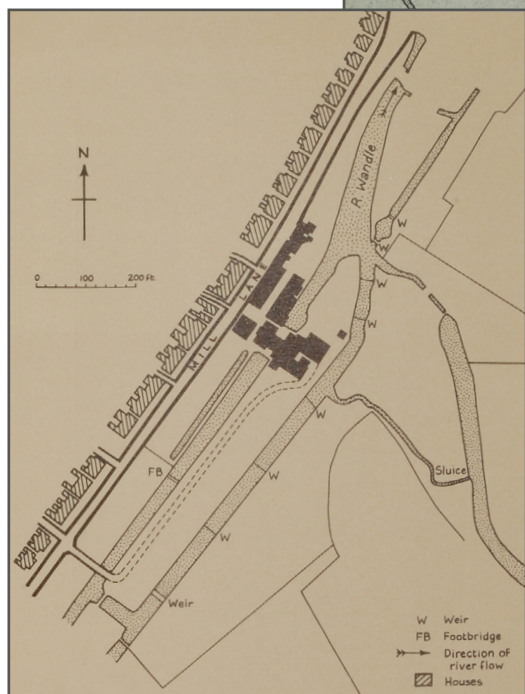 N
0 100 200 ft.
R. Wandle
MILL LANE
W
W
W
W
W
Sluice
FB
W
W
Weir
W Weir
FB Footbridge
Direction of
river flow
Houses